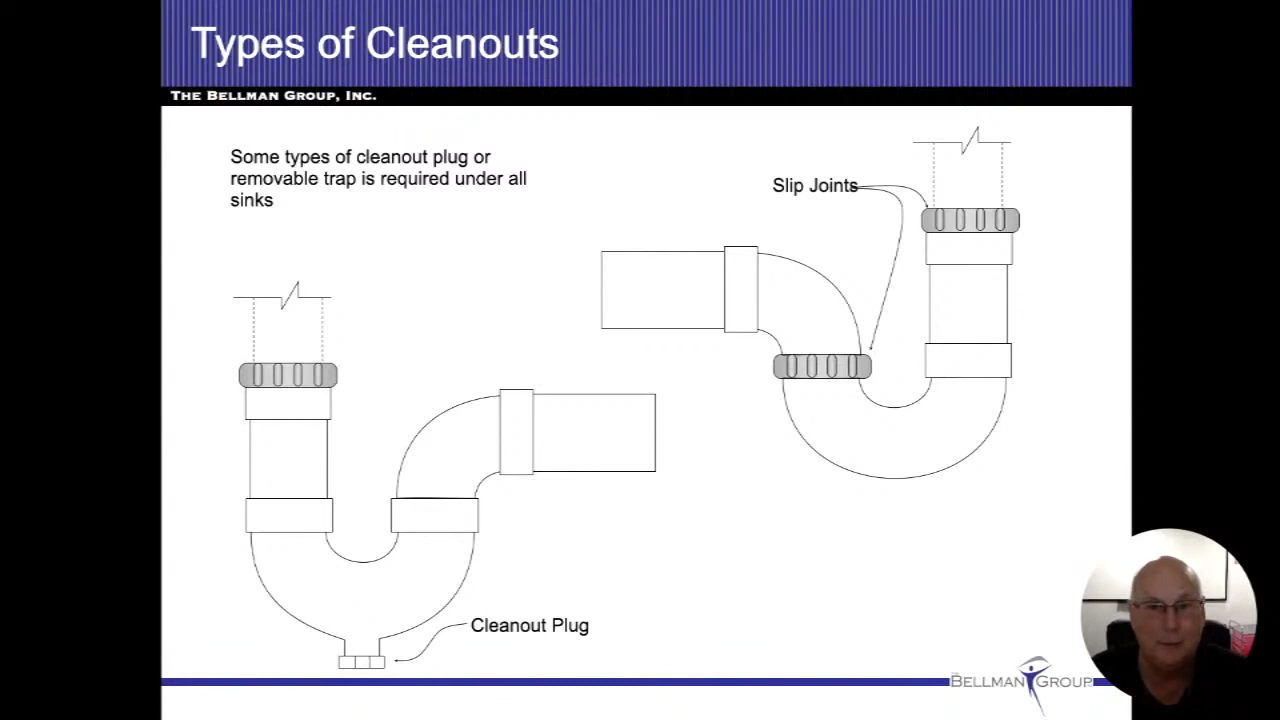 Types of Cleanouts
THE BELLMAN GROUP, INC.
Some types of cleanout plug or
removable trap is required under all
sinks
Slip Joints
Cleanout Plug
THE
BELLMAN GROUP